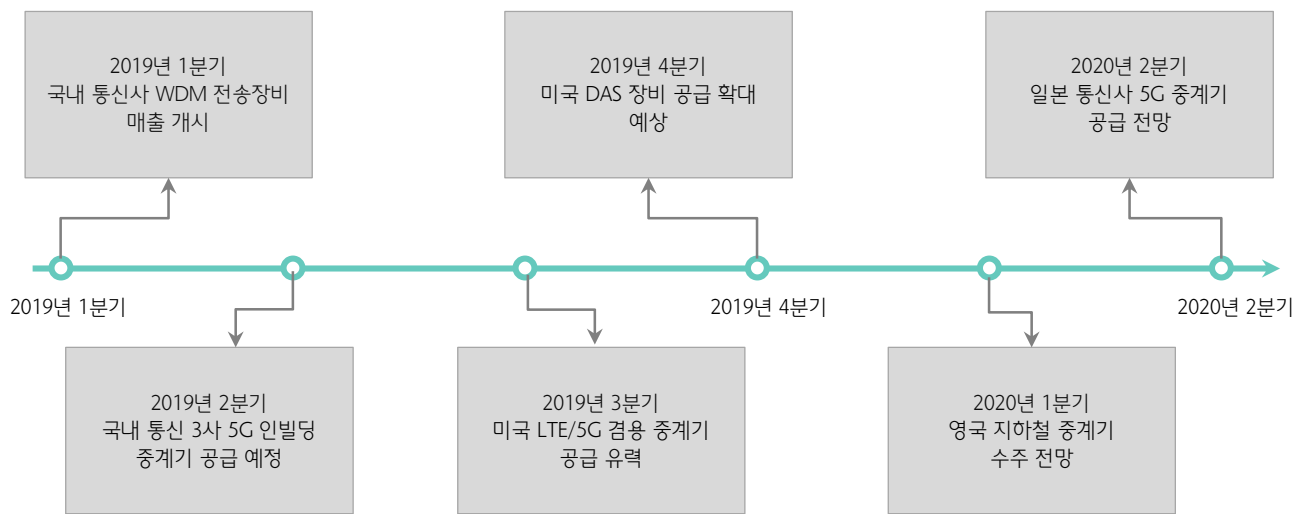 2019년 1분기
국내 통신사 WDM 전송장비
매출 개시
2019년 4분기
미국 DAS 장비 공급 확대
예상
2020년 2분기
일본 통신사 5G 중계기
공급 전망
2019년 1분기
2019년 4분기
2020년 2분기
2019년 2분기
국내 통신 3사 5G 인빌딩
중계기 공급 예정
2019년 3분기
미국 LTE/5G 겸용 중계기
공급 유력
2020년 1분기
영국 지하철 중계기
수주 전망